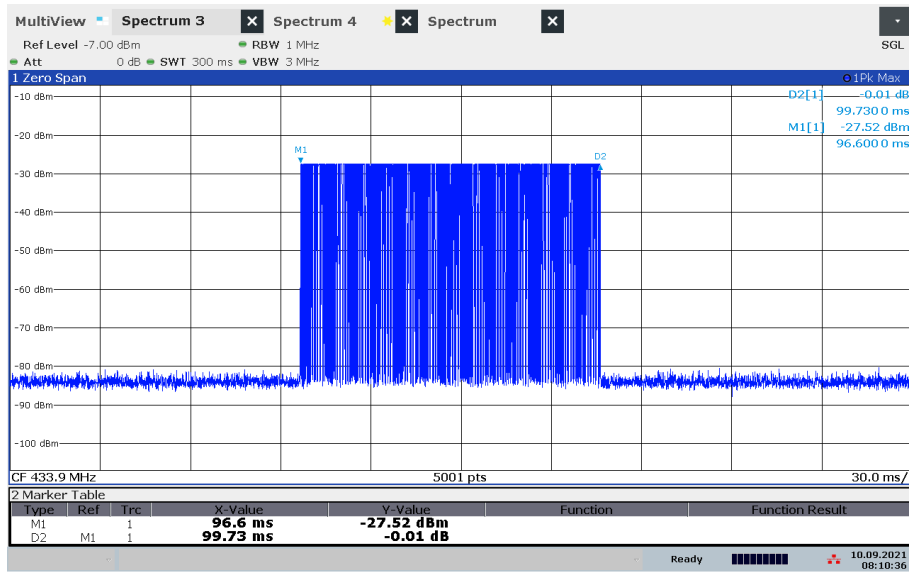 MultiView Spectrum 3 X Spectrum 4 X Spectrum X
Ref Level -7.00 dBm RBW 1 MHz SGL
Att 0 dB SWT 300 ms VBW 3 MHz
1 Zero Span 1Pk Max
D2[1] -0.01 dB
99.7300 ms
M1[1] -27.52 dBm
96.6000 ms
-10 dBm
-20 dBm
M1
D2
-30 dBm
-40 dBm
-50 dBm
-60 dBm
-70 dBm
-80 dBm
-90 dBm
-100 dBm
CF 433.9 MHz 5001 pts 30.0 ms/
2 Marker Table
Type Ref Trc X-Value Y-Value Function Function Result
M1 1 96.6 ms -27.52 dBm
D2 M1 1 99.73 ms -0.01 dB
Ready 10.09.2021
08:10:36